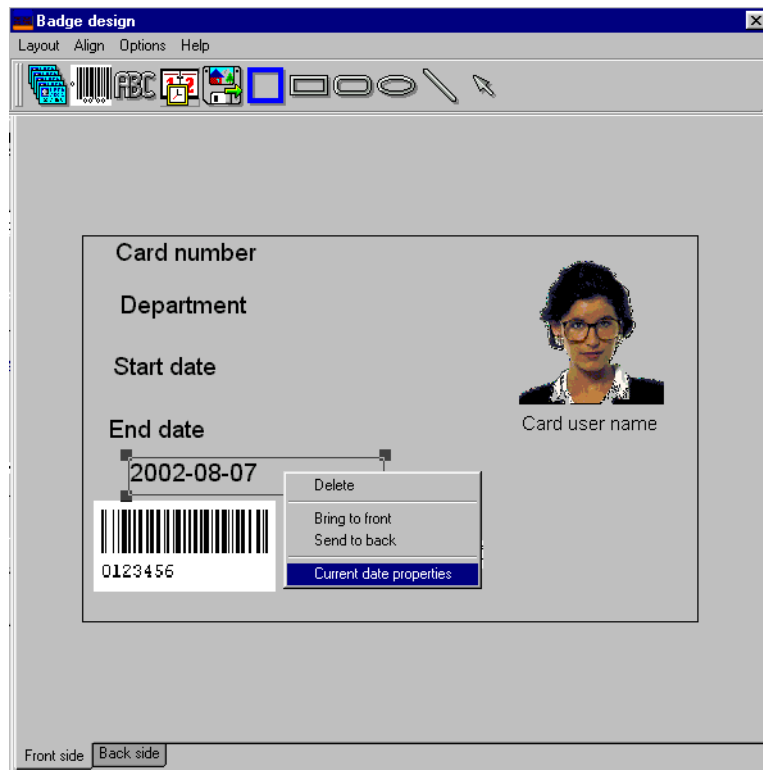 Badge design
Layout Align Options Help
ABC
Card number
Department
Start date
End date
Card user name
2002-08-07
Delete
Bring to front
Send to back
Current date properties
0123456
Front side Back side